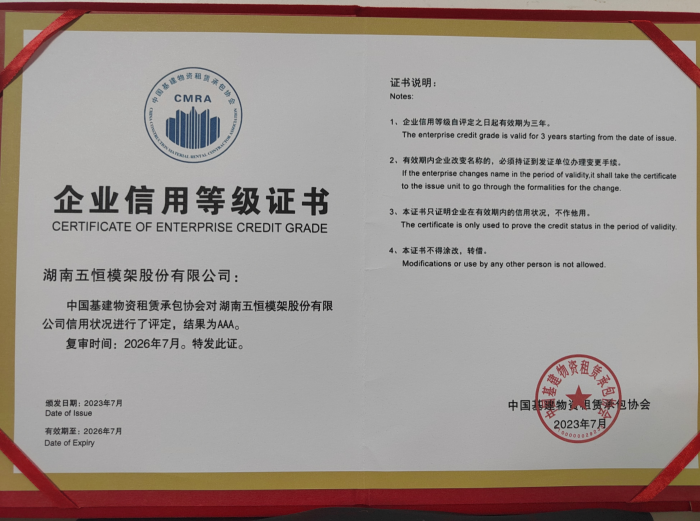 中国基建物资租赁承包协会
CMRA
企业信用等级证书
CERTIFICATE OF ENTERPRISE CREDIT GRADE
湖南五恒模架股份有限公司：
中国基建物资租赁承包协会对湖南五恒模架股份有限
公司信用状况进行了评定，结果为AAA。
复审时间：2026年7月。特发此证。
颁发日期：2023年7月
Date of Issue
有效期至：2026年7月
Date of Expiry
证书说明：
Notes:
1、企业信用等级自评定之日起有效期为三年。
The enterprise credit grade is valid for 3 years starting from the date of issue.
2、有效期内企业改变名称的，必须持证到发证单位办理变更手续。
If the enterprise changes name in the period of validity,it shall take the certificate
to the issue unit to go through the formalities for the change.
3、本证书只证明企业在有效期内的信用状况，不作他用。
The certificate is only used to prove the credit status in the period of validity.
4、本证书不得涂改，转借。
Modifications or use by any other person is not allowed.
中国基建物资租赁承包协会
中国基建物资租赁承包协会
2023年7月